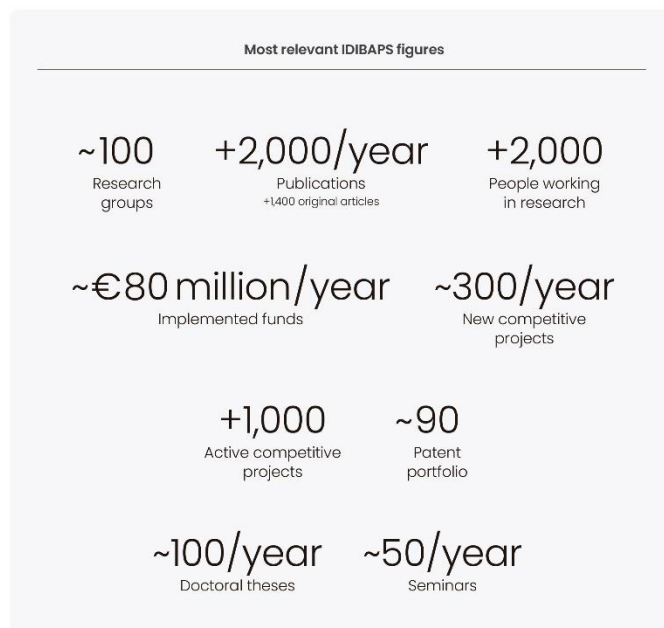 Most relevant IDIBAPS figures
~100
Research
groups
+2,000/year
Publications
+1,400 original articles
+2,000
People working
in research
~€80 million/year
Implemented funds
~300/year
New competitive
projects
+1,000
Active competitive
projects
~90
Patent
portfolio
~100/year
Doctoral theses
~50/year
Seminars